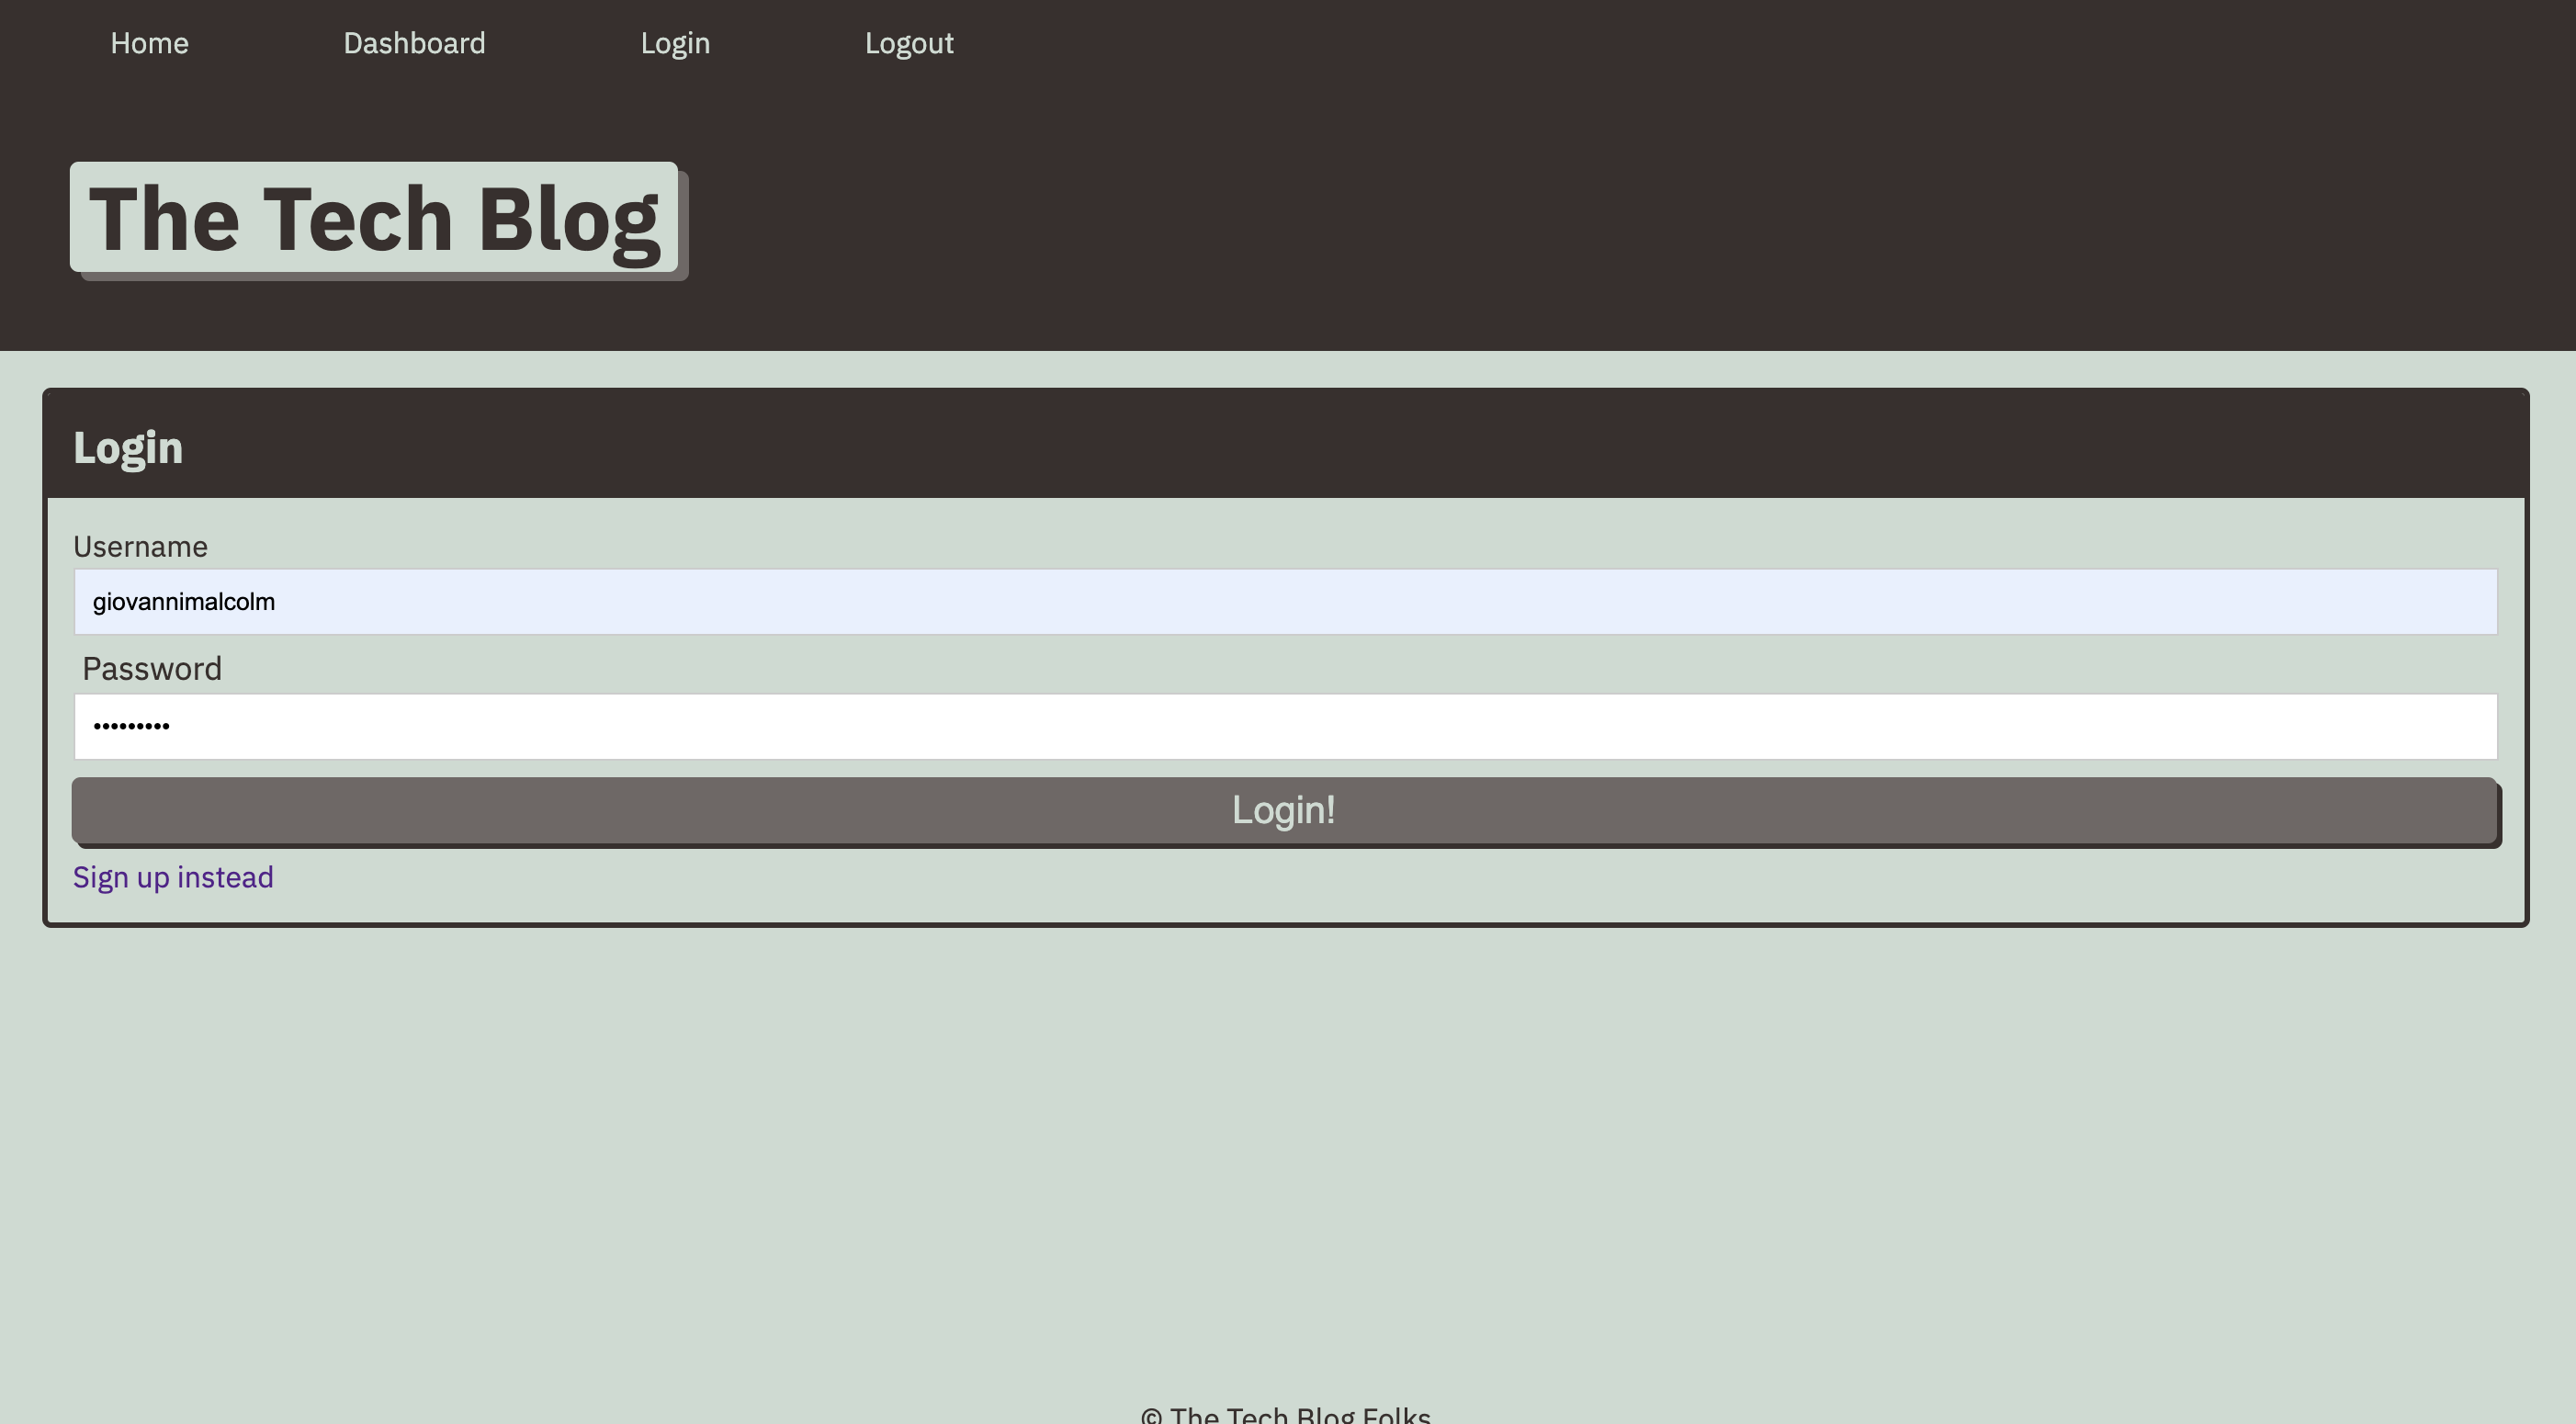 Home Dashboard Login Logout
The Tech Blog
Login
Username
giovannimalcolm
Password
•••••••••
Login!
Sign up instead
© The Tech Blog Folks